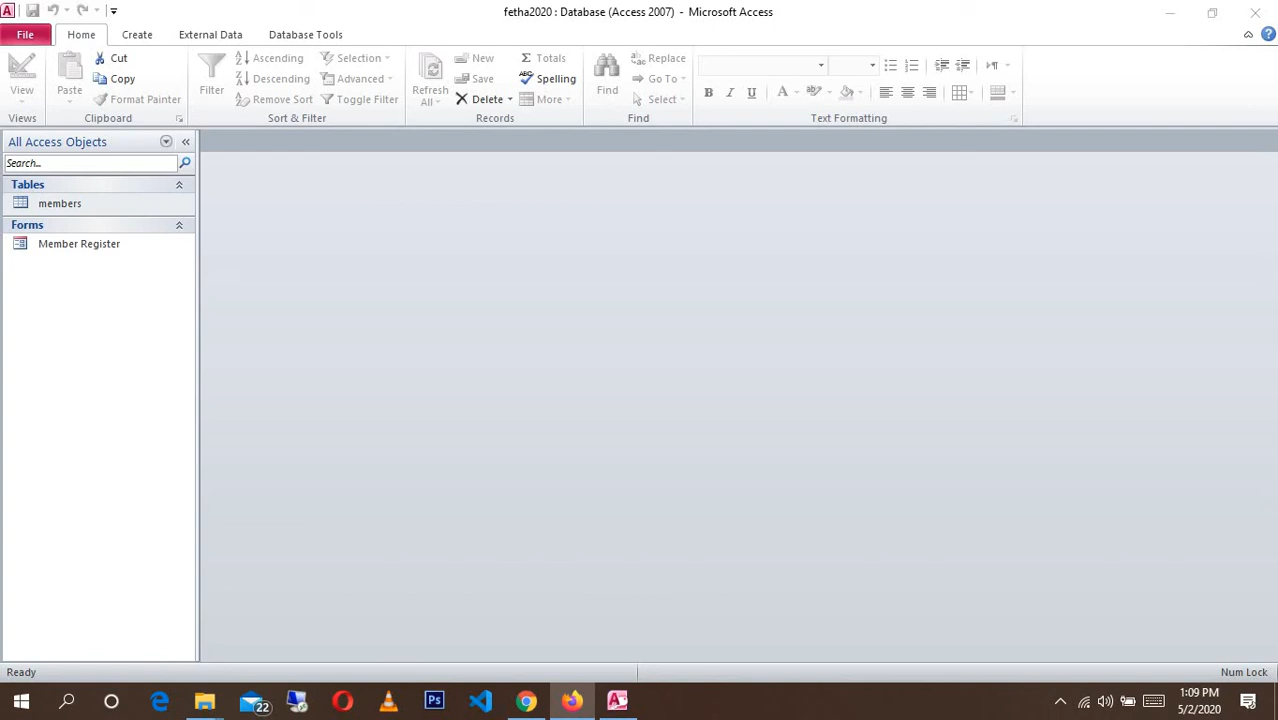 fetha2020 : Database (Access 2007) - Microsoft Access
File Home Create External Data Database Tools
View
Views
Paste
Cut
Copy
Format Painter
Clipboard
Filter
Ascending
Descending
Remove Sort
Selection
Advanced
Toggle Filter
Sort & Filter
Refresh
All
New
Save
Delete
Totals
Spelling
More
Records
Find
Replace
Go To
Select
Find
B I U A
Text Formatting
All Access Objects
Search...
Tables
members
Forms
Member Register
Ready
Num Lock
22
Ps
1:09 PM
5/2/2020